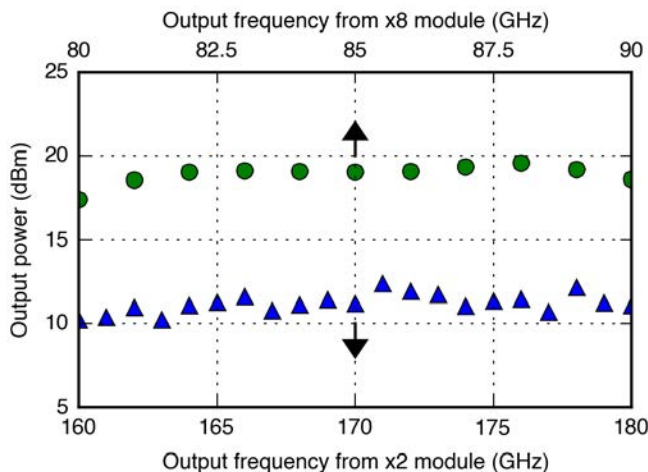 Output frequency from x8 module (GHz)
80 82.5 85 87.5 90
25
20
15
10
5
Output power (dBm)
160 165 170 175 180
Output frequency from x2 module (GHz)